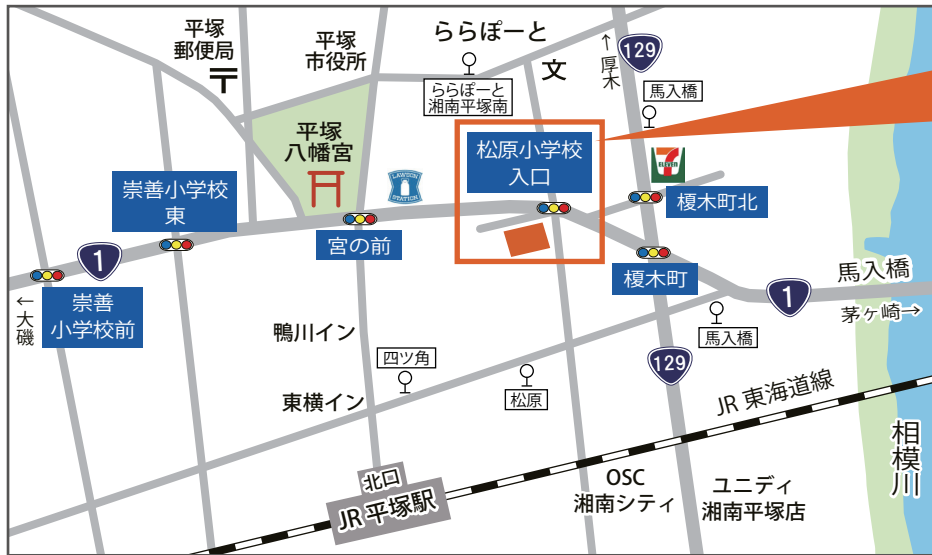 平塚
郵便局
平塚
市役所
ららぽーと
ららぽーと
湘南平塚南
文
↑厚木
129
馬入橋
平塚
八幡宮
LAWSON
STATION
松原小学校
入口
7
ELEVEN
榎木町北
崇善小学校
東
宮の前
榎木町
1
←大磯
崇善
小学校前
馬入橋
1
茅ヶ崎→
鴨川イン
四ツ角
馬入橋
129
東横イン
松原
JR東海道線
相模川
北口
JR平塚駅
OSC
湘南シティ
ユニディ
湘南平塚店